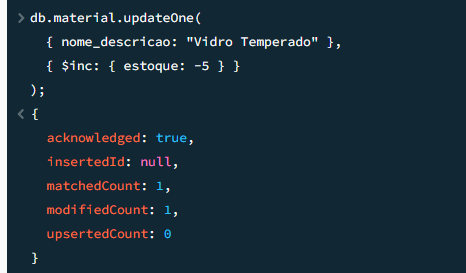 > db.material.updateOne(
{ nome_descricao: "Vidro Temperado" },
{ $inc: { estoque: -5 } }
);
< {
acknowledged: true,
insertedId: null,
matchedCount: 1,
modifiedCount: 1,
upsertedCount: 0
}